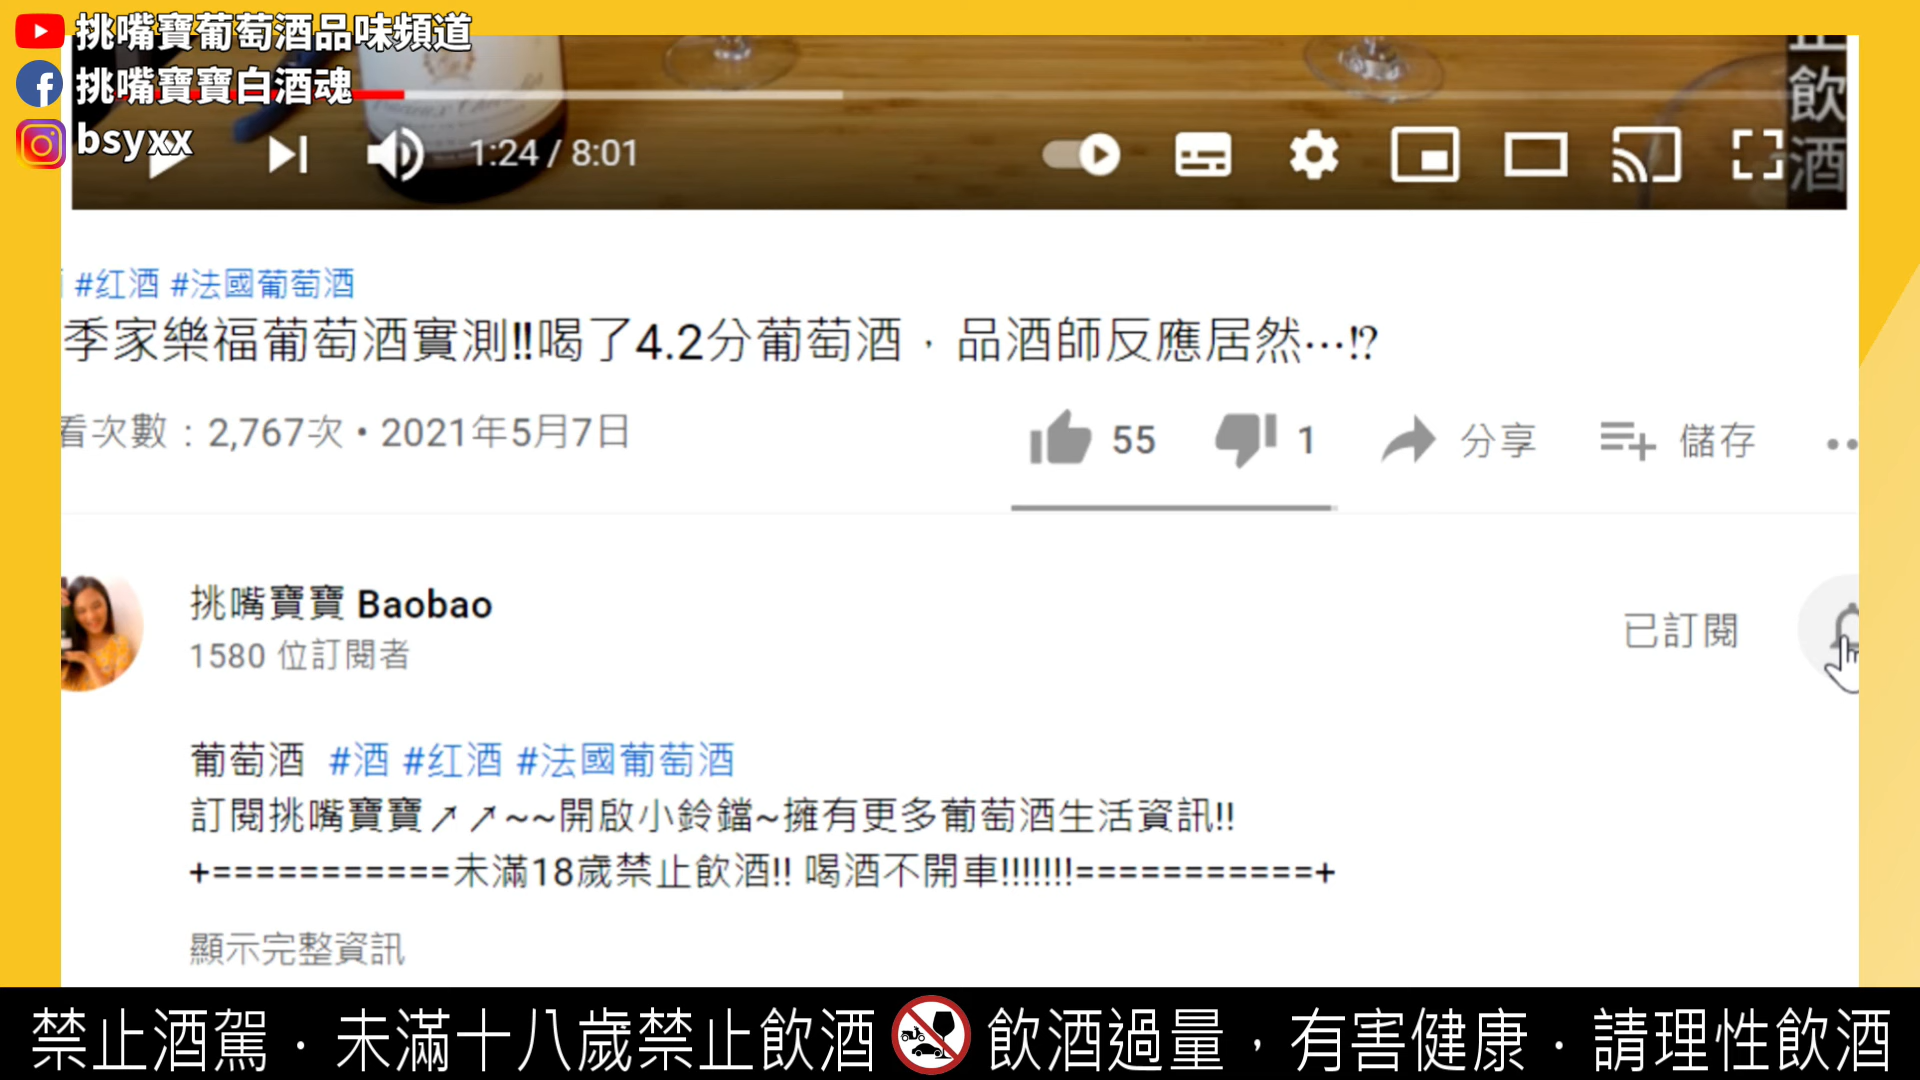 挑嘴寶葡萄酒品味頻道
挑嘴寶寶白酒魂
bsyxx
1:24 / 8:01
止飲酒
#红酒 #法國葡萄酒
季家樂福葡萄酒實測!!喝了4.2分葡萄酒，品酒師反應居然…!?
看次數：2,767次 • 2021年5月7日
55
1
分享
儲存
挑嘴寶寶 Baobao
1580 位訂閱者
已訂閱
葡萄酒 #酒 #红酒 #法國葡萄酒
訂閱挑嘴寶寶↗↗~~開啟小鈴鐺~擁有更多葡萄酒生活資訊!!
+===========未滿18歲禁止飲酒!! 喝酒不開車!!!!!!!===========+
顯示完整資訊
禁止酒駕．未滿十八歲禁止飲酒 飲酒過量，有害健康．請理性飲酒